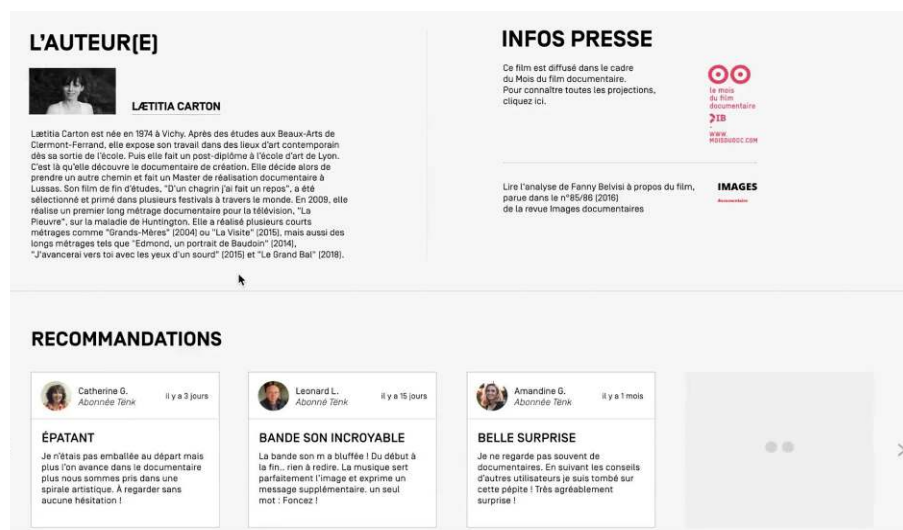 L'AUTEUR(E)
LÆTITIA CARTON
Lætitia Carton est née en 1974 à Vichy. Après des études aux Beaux-Arts de
Clermont-Ferrand, elle expose son travail dans des lieux d'art contemporain
dès sa sortie de l'école. Puis elle fait un post-diplôme à l'école d'art de Lyon.
C'est là qu'elle découvre le documentaire de création. Elle décide alors de
prendre un autre chemin et fait un Master de réalisation documentaire à
Lussas. Son film de fin d'études, "D'un chagrin j'ai fait un repos", a été
sélectionné et primé dans plusieurs festivals à travers le monde. En 2009, elle
réalise un premier long métrage documentaire pour la télévision, "La
Pieuvre", sur la maladie de Huntington. Elle a réalisé plusieurs courts
métrages comme "Grands-Mères" (2004) ou "La Visite" (2015), mais aussi des
longs métrages tels que "Edmond, un portrait de Baudoin" (2014),
"J'avancerai vers toi avec les yeux d'un sourd" (2015) et "Le Grand Bal" (2018).
INFOS PRESSE
Ce film est diffusé dans le cadre
du Mois du film documentaire.
Pour connaître toutes les projections,
cliquez ici.
le mois
du film
documentaire
IB
WWW.
MOISDUDOC.COM
Lire l'analyse de Fanny Belvisi à propos du film,
parue dans le n°85/86 (2016)
de la revue Images documentaires
IMAGES
documentaires
RECOMMANDATIONS
Catherine G.
Abonnée Tënk
il y a 3 jours
ÉPATANT
Je n'étais pas emballée au départ mais
plus l'on avance dans le documentaire
plus nous sommes pris dans une
spirale artistique. À regarder sans
aucune hésitation !
Leonard L.
Abonné Tënk
il y a 15 jours
BANDE SON INCROYABLE
La bande son m a bluffée ! Du début à
la fin... rien à redire. La musique sert
parfaitement l'image et exprime un
message supplémentaire. un seul
mot : Foncez !
Amandine G.
Abonnée Tënk
il y a 1 mois
BELLE SURPRISE
Je ne regarde pas souvent de
documentaires. En suivant les conseils
d'autres utilisateurs je suis tombé sur
cette pépite ! Très agréablement
surprise !